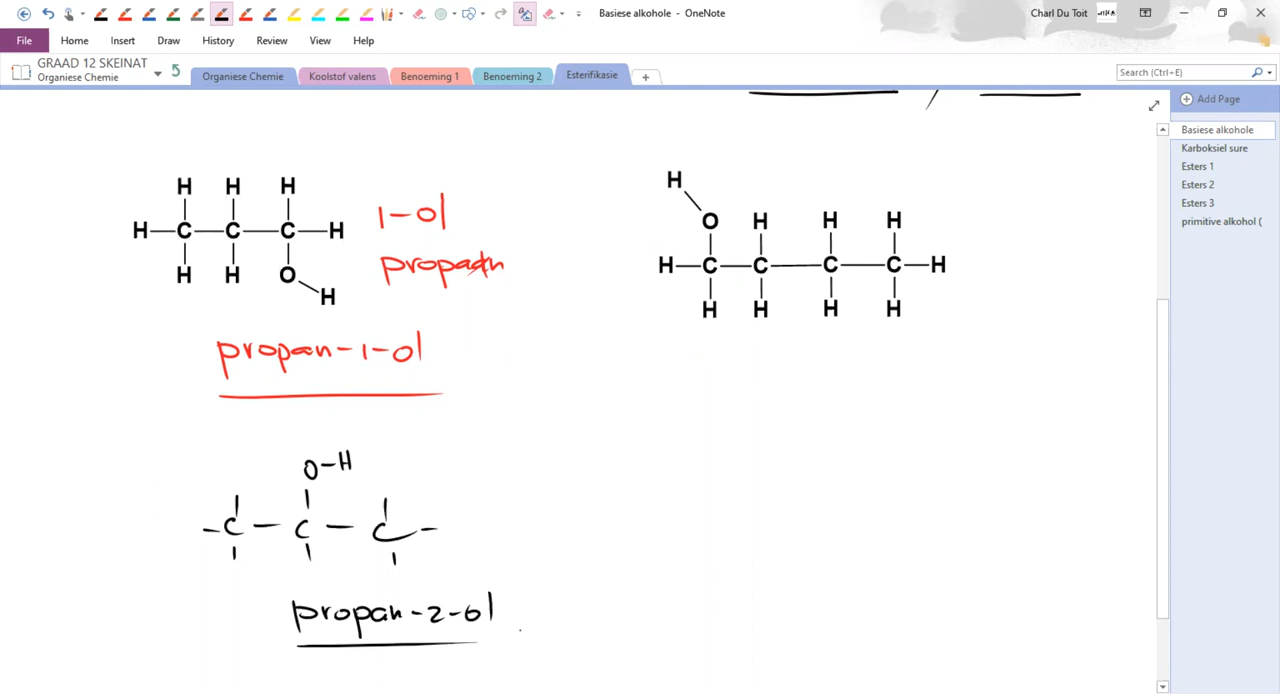 Basiese alkohole - OneNote
Charl Du Toit
File Home Insert Draw History Review View Help
GRAAD 12 SKEINAT
Organiese Chemie
Organiese Chemie Koolstof valens Benoeming 1 Benoeming 2 Esterifikasie +
Search (Ctrl+E)
Add Page
Basiese alkohole
Karboksiel sure
Esters 1
Esters 2
Esters 3
primitive alkohol (
H H H
H C C C H
H H O
H
1-ol
propan
propan-1-ol
H
O H H H
H C C C C H
H H H H
O-H
-C-C-C-
propan-2-ol